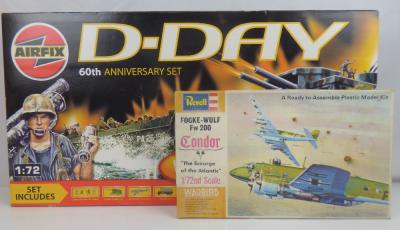 AIRFIX
D-DAY
60th ANNIVERSARY SET
1:72
SET
INCLUDES
Revell
A Ready to Assemble Plastic Model Kit
FOCKE-WULF
Fw 200
Condor
"The Scourge
of the Atlantic"
1/72nd Scale
WARBIRD